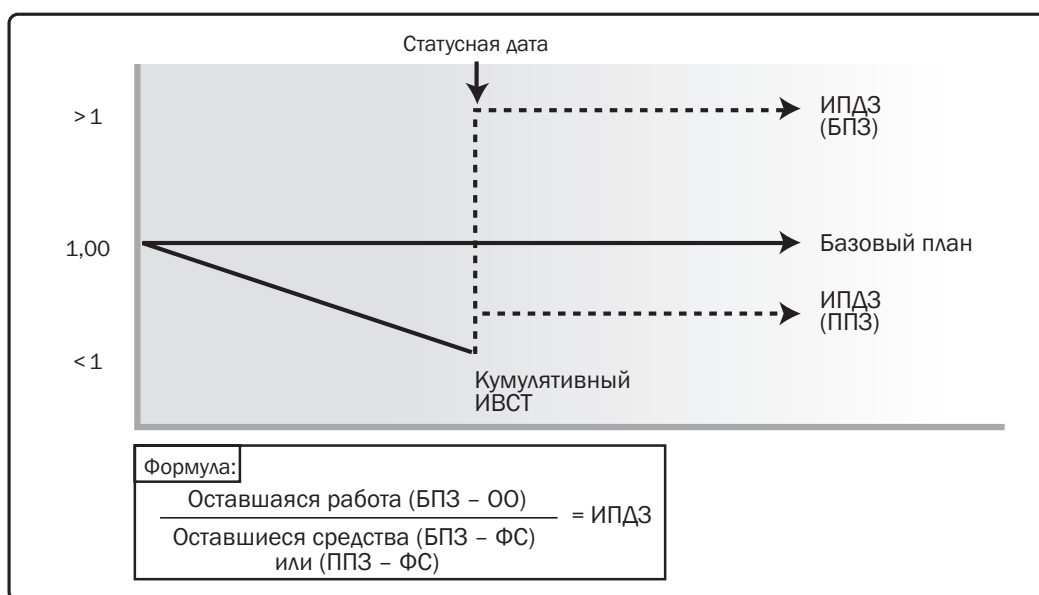 Статусная дата
> 1
ИПДЗ
(БПЗ)
1,00
Базовый план
ИПДЗ
(ППЗ)
< 1
Кумулятивный
ИВСТ
Формула:
Оставшаяся работа (БПЗ – ОО)
= ИПДЗ
Оставшиеся средства (БПЗ – ФС)
или (ППЗ – ФС)